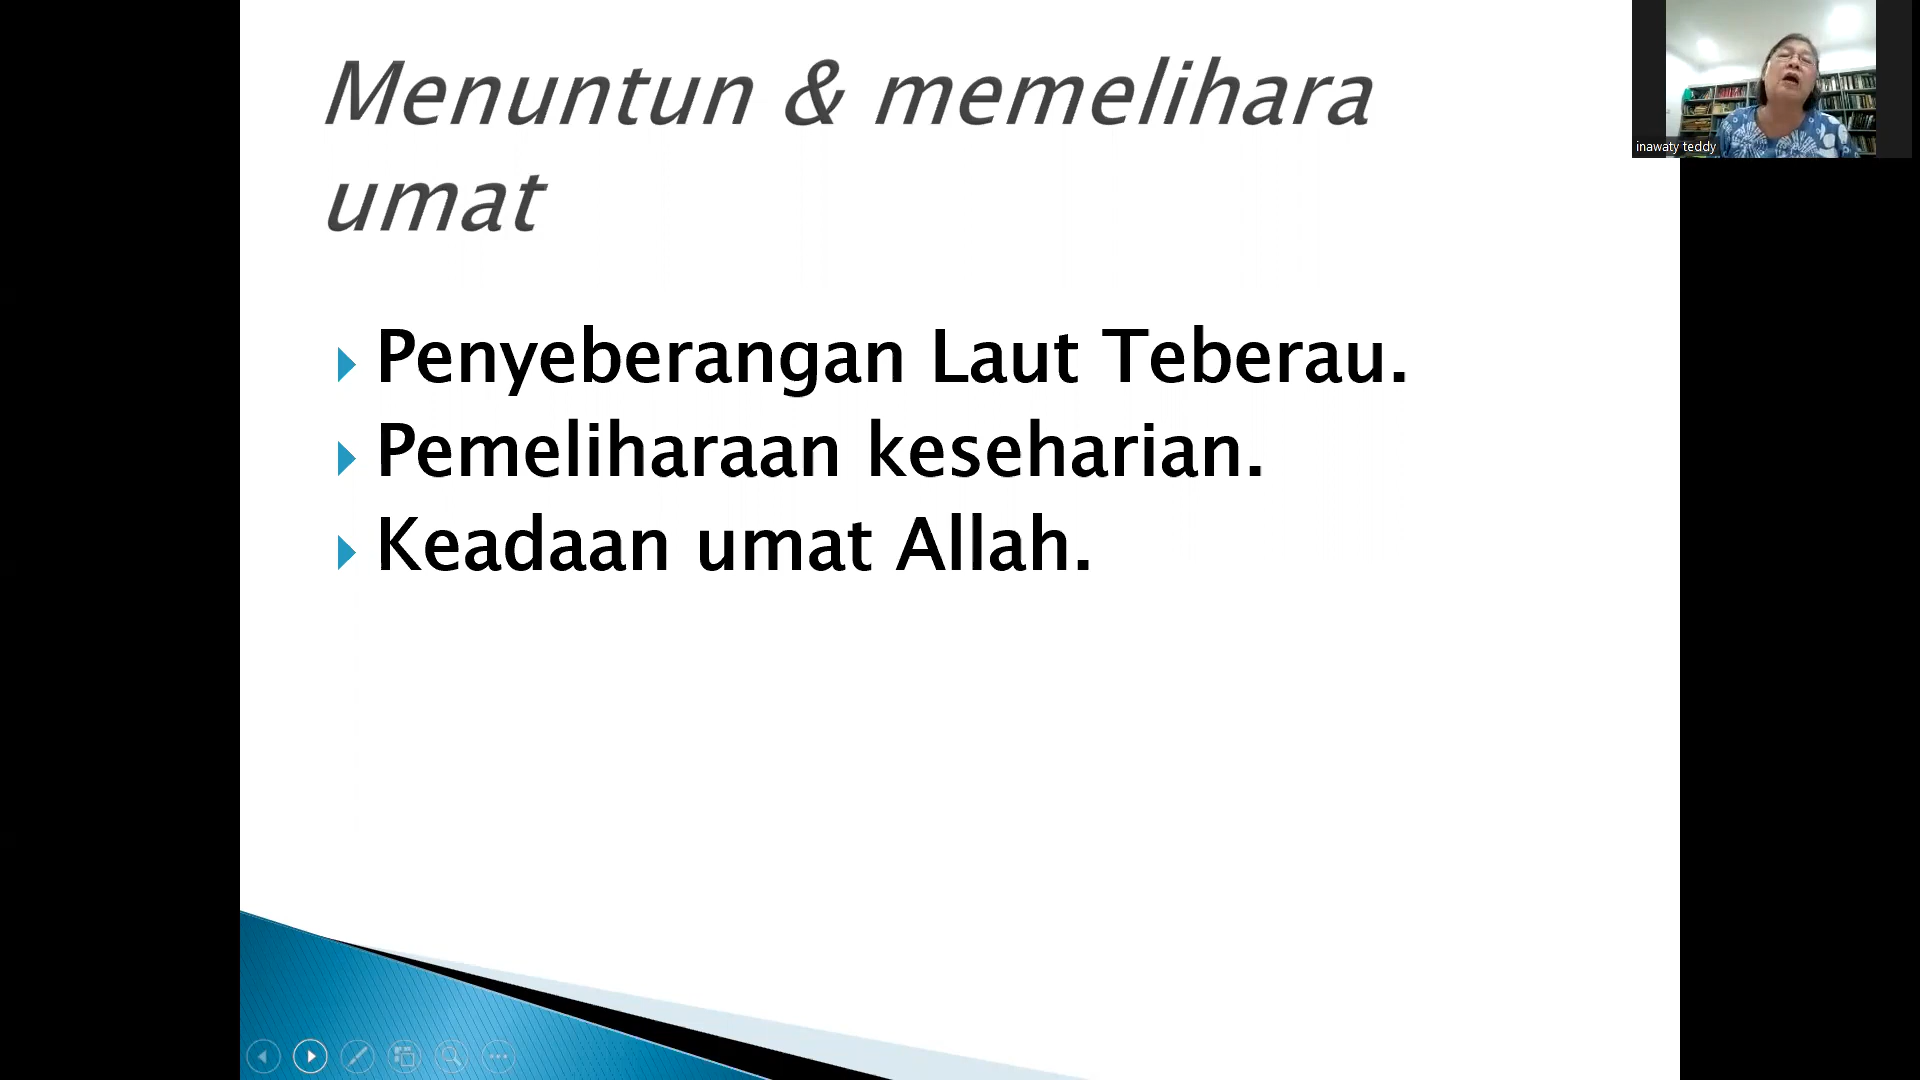 Menuntun & memelihara
umat
Penyeberangan Laut Teberau.
Pemeliharaan keseharian.
Keadaan umat Allah.
inawaty teddy